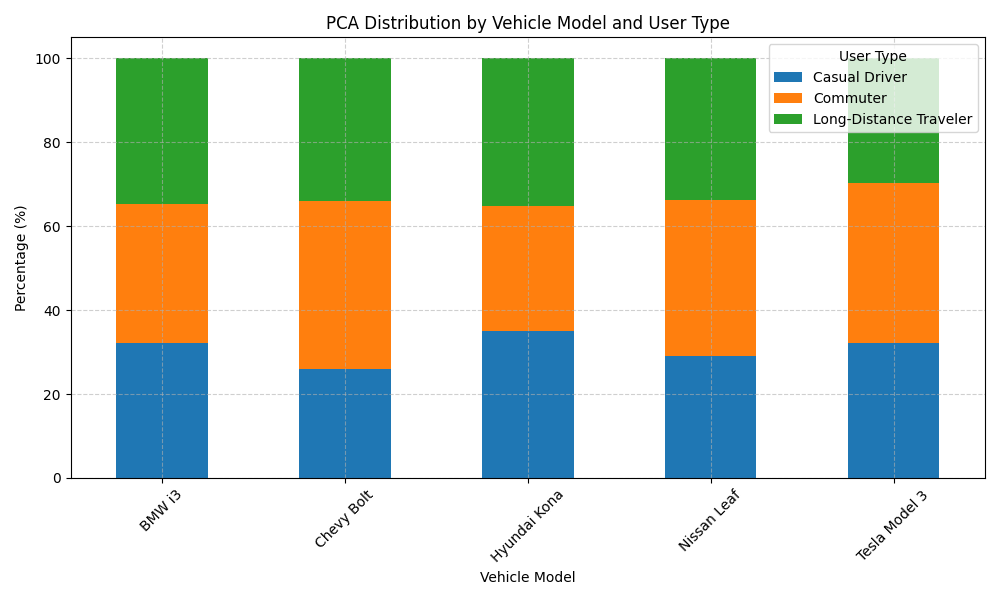 PCA Distribution by Vehicle Model and User Type
User Type
Casual Driver
Commuter
Long-Distance Traveler
Percentage (%)
100
80
60
40
20
0
BMW i3
Chevy Bolt
Hyundai Kona
Nissan Leaf
Tesla Model 3
Vehicle Model